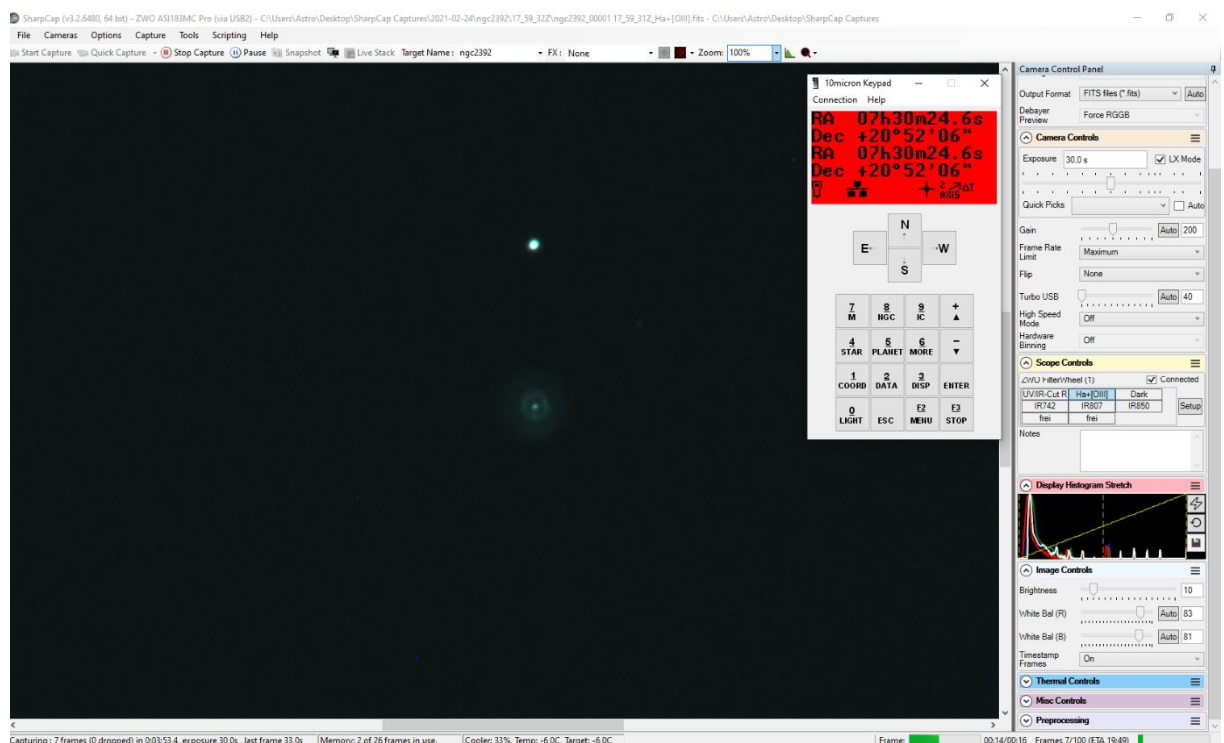 SharpCap (v3.2.6480, 64 bit) - ZWO ASI183MC Pro (via USB2) - C:\Users\Astro\Desktop\SharpCap Captures\2021-02-24\ngc2392\17_59_32Z\ngc2392_00001 17_59_31Z_Ha+[OIII].fits - C:\Users\Astro\Desktop\SharpCap Captures
File Cameras Options Capture Tools Scripting Help
Start Capture Quick Capture Stop Capture Pause Snapshot Live Stack Target Name: ngc2392 FX: None Zoom: 100%
10micron Keypad
Connection Help
RA 07h30m24.6s
Dec +20°52'06"
RA 07h30m24.6s
Dec +20°52'06"
2 ΔT
AXIS
N
E W
S
7 8 9 +
M NGC IC
4 5 6 -
STAR PLANET MORE
1 2 3
COORD DATA DISP ENTER
0 F2 F3
LIGHT ESC MENU STOP
Camera Control Panel
Output Format FITS files (*.fits) Auto
Debayer Preview Force RGGB
Camera Controls
Exposure 30.0 s LX Mode
Quick Picks Auto
Gain Auto 200
Frame Rate Limit Maximum
Flip None
Turbo USB Auto 40
High Speed Mode Off
Hardware Binning Off
Scope Controls
ZWO FilterWheel (1) Connected
UV/IR-Cut R Ha+[OIII] Dark
IR742 IR807 IR850 Setup
frei frei
Notes
Display Histogram Stretch
Image Controls
Brightness 10
White Bal (R) Auto 83
White Bal (B) Auto 81
Timestamp Frames On
Thermal Controls
Misc Controls
Preprocessing
Capturing : 7 frames (0 dropped) in 0:03:53.4, exposure 30.0s , last frame 33.0s Memory: 2 of 26 frames in use. Cooler: 33%, Temp: -6.0C, Target: -6.0C Frame: 00:14/00:16 Frames 7/100 (ETA 19:49)